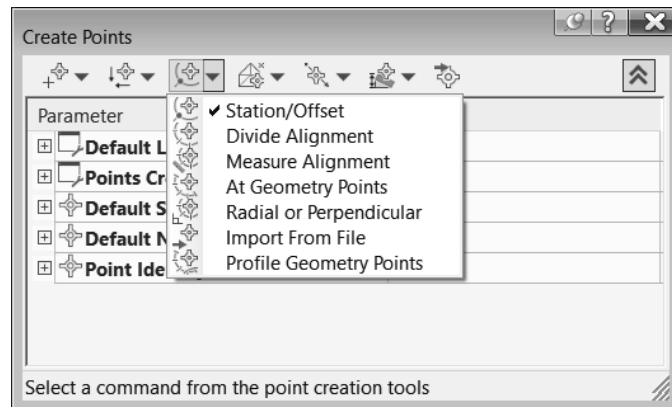 Create Points
Parameter
Station/Offset
Divide Alignment
Measure Alignment
At Geometry Points
Radial or Perpendicular
Import From File
Profile Geometry Points
Default L
Points Cr
Default S
Default N
Point Ide
Select a command from the point creation tools